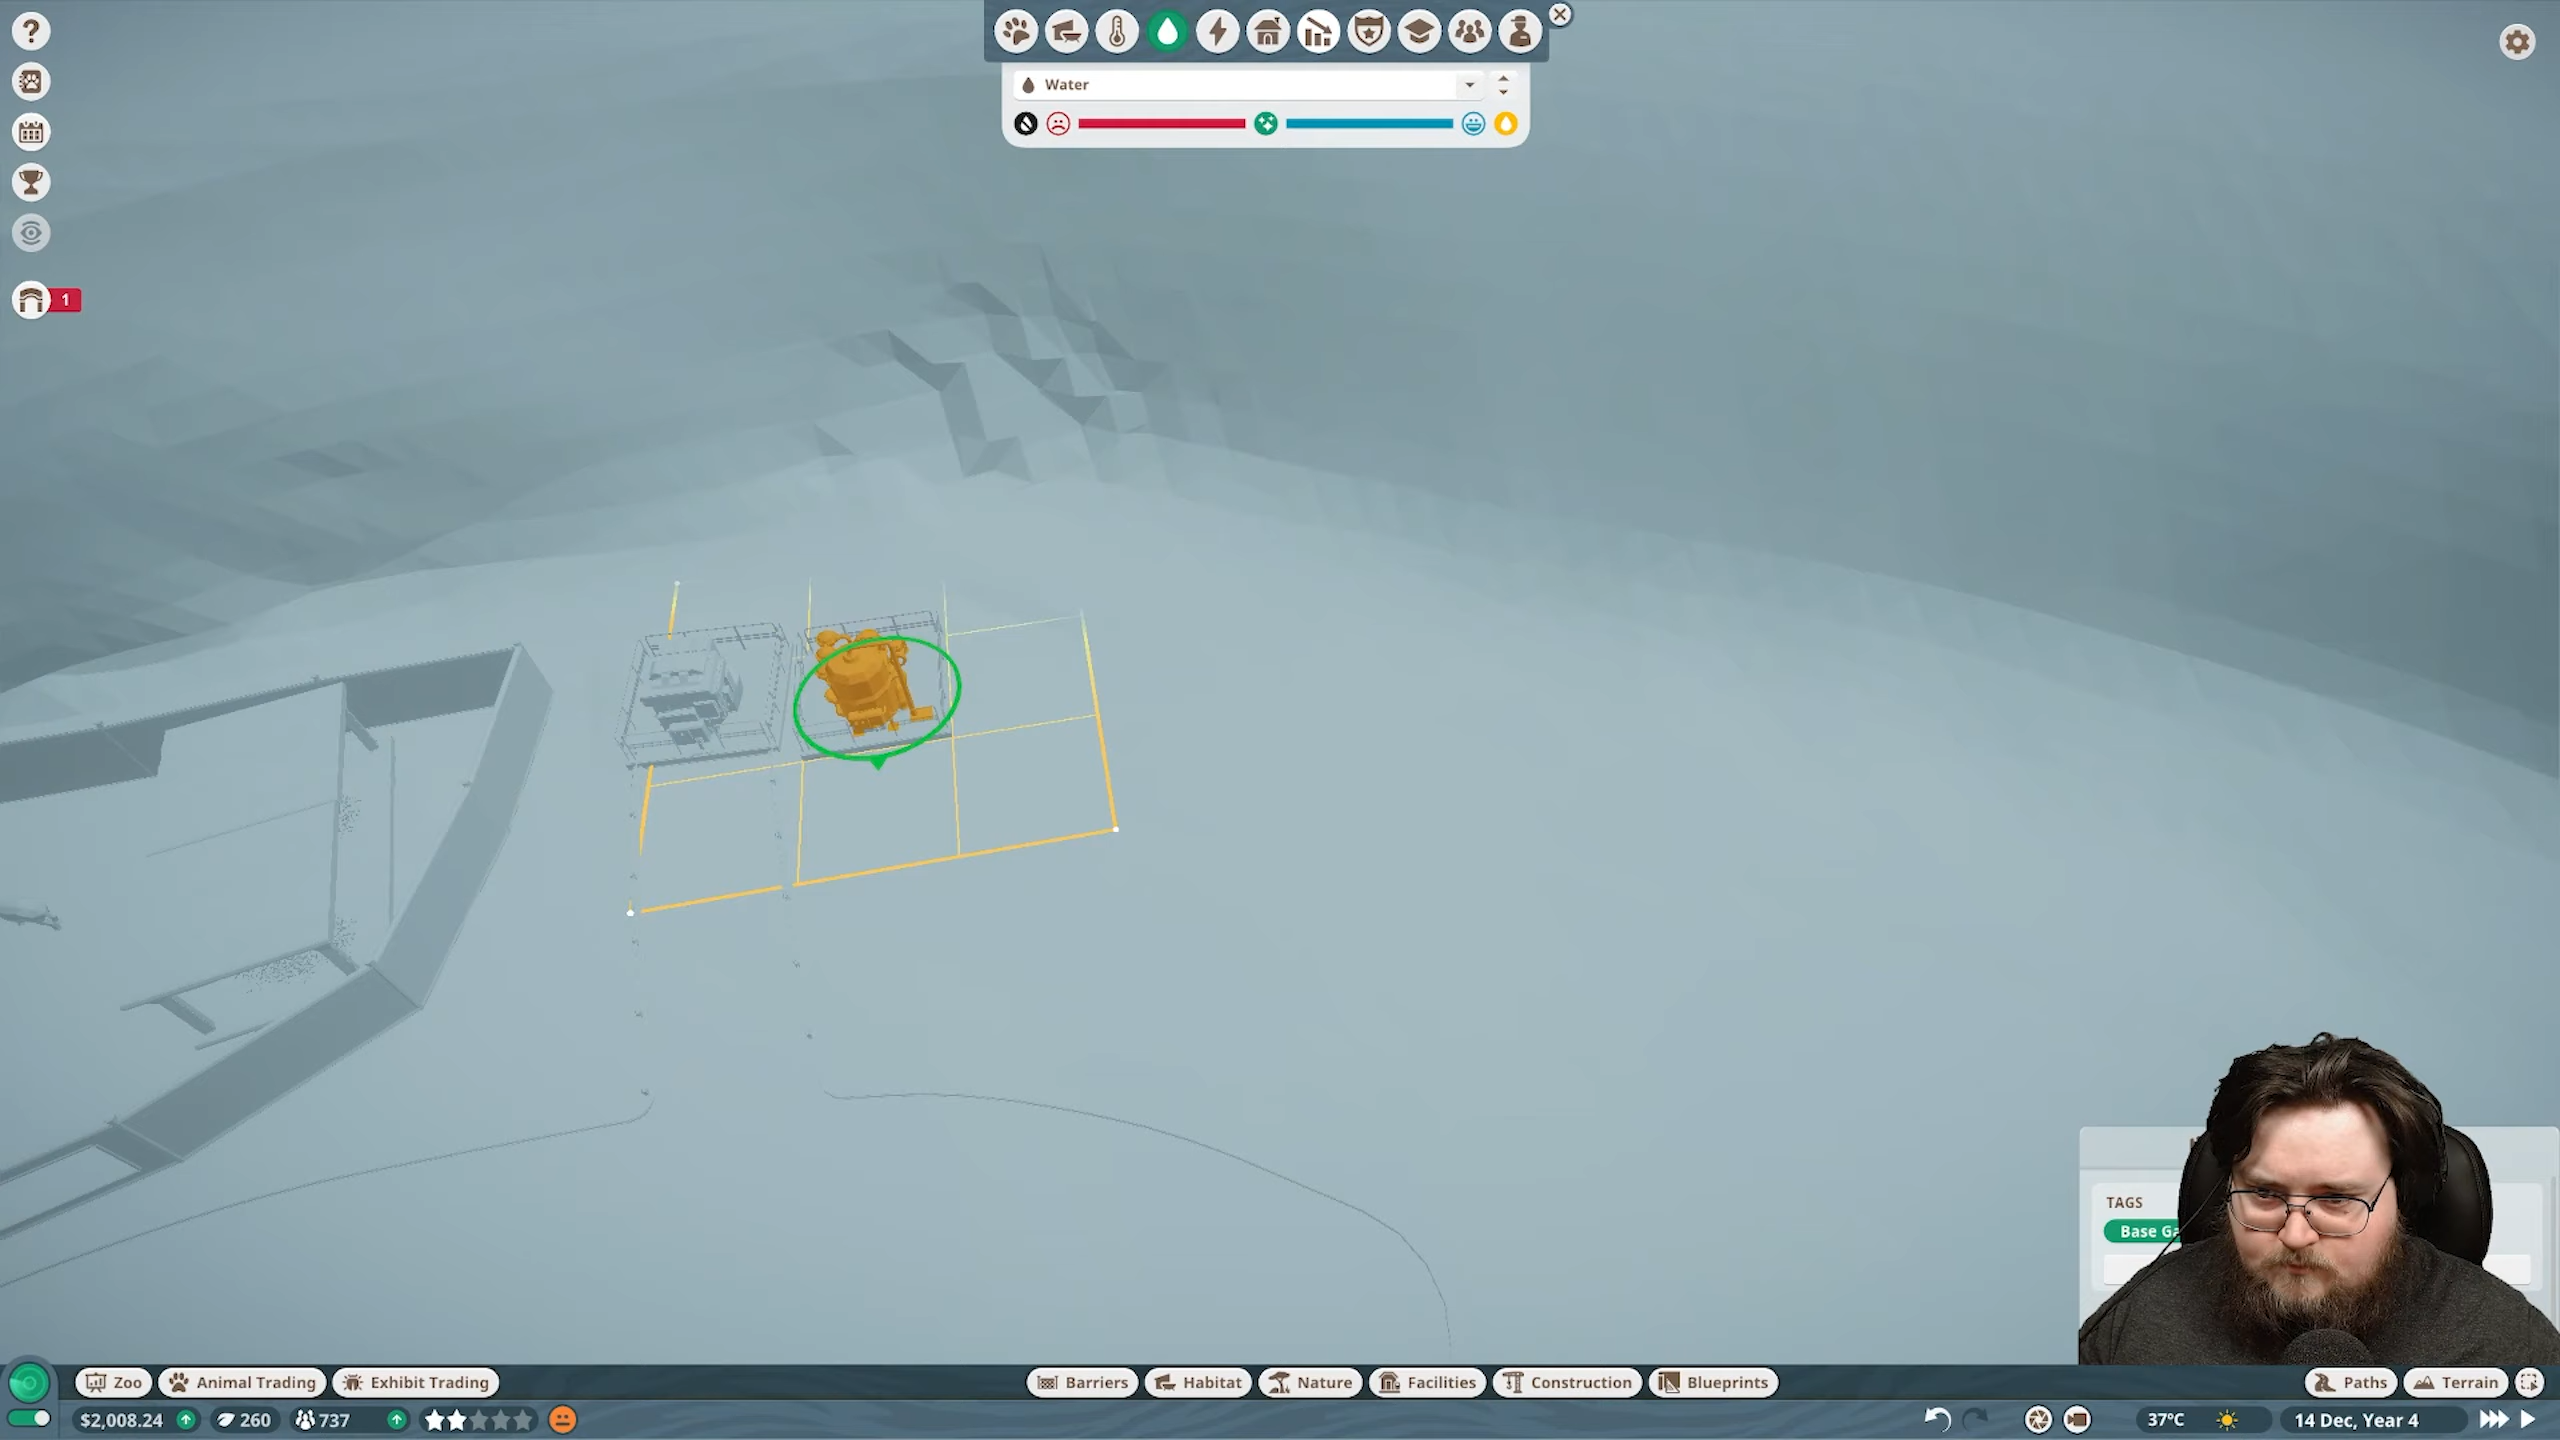 ?
Water
1
TAGS
Base Ga
Zoo
Animal Trading
Exhibit Trading
Barriers
Habitat
Nature
Facilities
Construction
Blueprints
Paths
Terrain
$2,008.24
260
737
37°C
14 Dec, Year 4